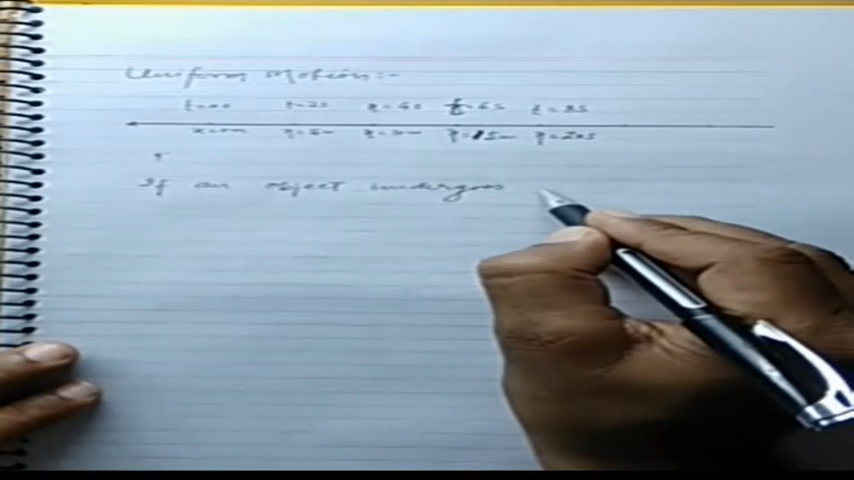 Uniform Motion:-
t=0s t=2s t=4s t=6s t=8s
x=0m x=5m x=10m x=15m x=20m
If an object undergoes